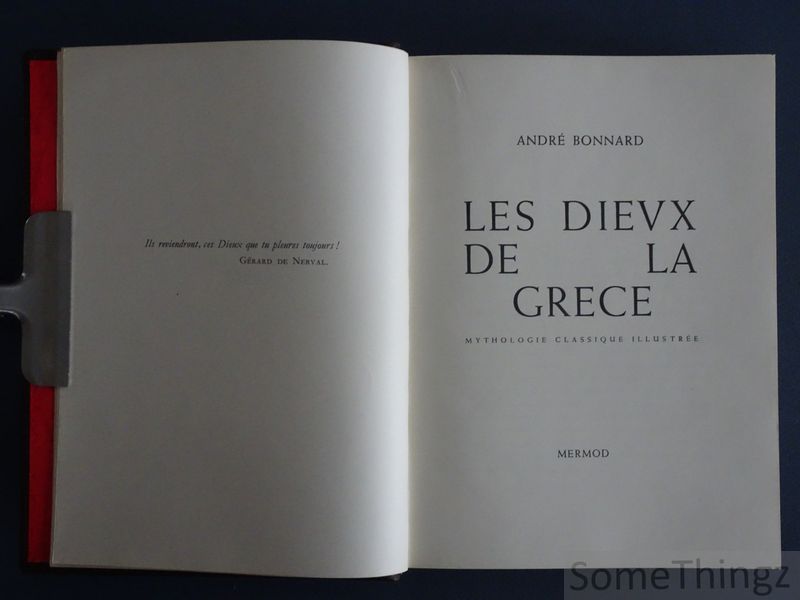 Ils reviendront, ces Dieux que tu pleures toujours !
GÉRARD DE NERVAL.
ANDRÉ BONNARD
LES DIEVX
DE LA
GRECE
MYTHOLOGIE CLASSIQUE ILLUSTRÉE
MERMOD
SomeThingz